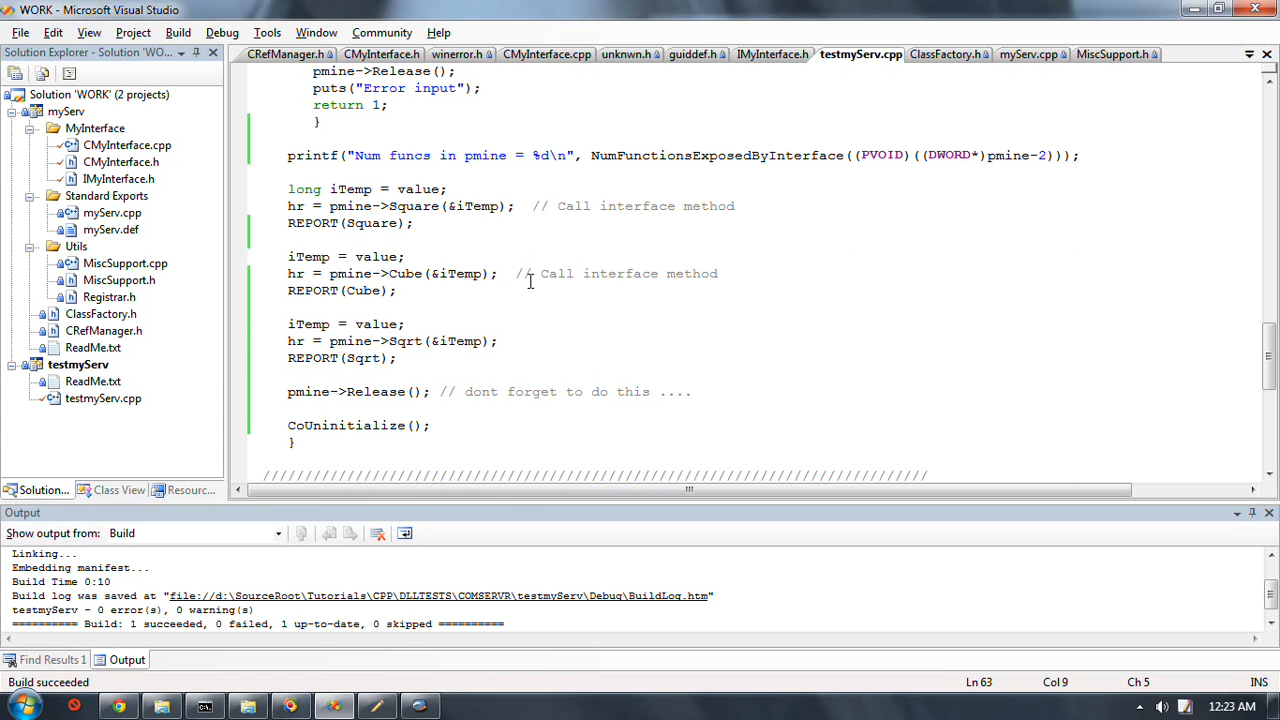 WORK - Microsoft Visual Studio
File Edit View Project Build Debug Tools Window Community Help
Solution Explorer - Solution 'WO...
CRefManager.h CMyInterface.h winerror.h CMyInterface.cpp unknwn.h guiddef.h IMyInterface.h testmyServ.cpp ClassFactory.h myServ.cpp MiscSupport.h
Solution 'WORK' (2 projects)
myServ
MyInterface
CMyInterface.cpp
CMyInterface.h
IMyInterface.h
Standard Exports
myServ.cpp
myServ.def
Utils
MiscSupport.cpp
MiscSupport.h
Registrar.h
ClassFactory.h
CRefManager.h
ReadMe.txt
testmyServ
ReadMe.txt
testmyServ.cpp
Solution... Class View Resourc...
pmine->Release();
puts("Error input");
return 1;
}
printf("Num funcs in pmine = %d\n", NumFunctionsExposedByInterface((PVOID)((DWORD*)pmine-2)));
long iTemp = value;
hr = pmine->Square(&iTemp); // Call interface method
REPORT(Square);
iTemp = value;
hr = pmine->Cube(&iTemp); // Call interface method
REPORT(Cube);
iTemp = value;
hr = pmine->Sqrt(&iTemp);
REPORT(Sqrt);
pmine->Release(); // dont forget to do this ....
CoUninitialize();
}
///////////////////////////////////////////////////////////////////////////////
Output
Show output from: Build
Linking...
Embedding manifest...
Build Time 0:10
Build log was saved at "file://d:\SourceRoot\Tutorials\CPP\DLLTESTS\COMSERVR\testmyServ\Debug\BuildLog.htm"
testmyServ - 0 error(s), 0 warning(s)
========== Build: 1 succeeded, 0 failed, 1 up-to-date, 0 skipped ==========
Find Results 1 Output
Build succeeded Ln 63 Col 9 Ch 5 INS
12:23 AM